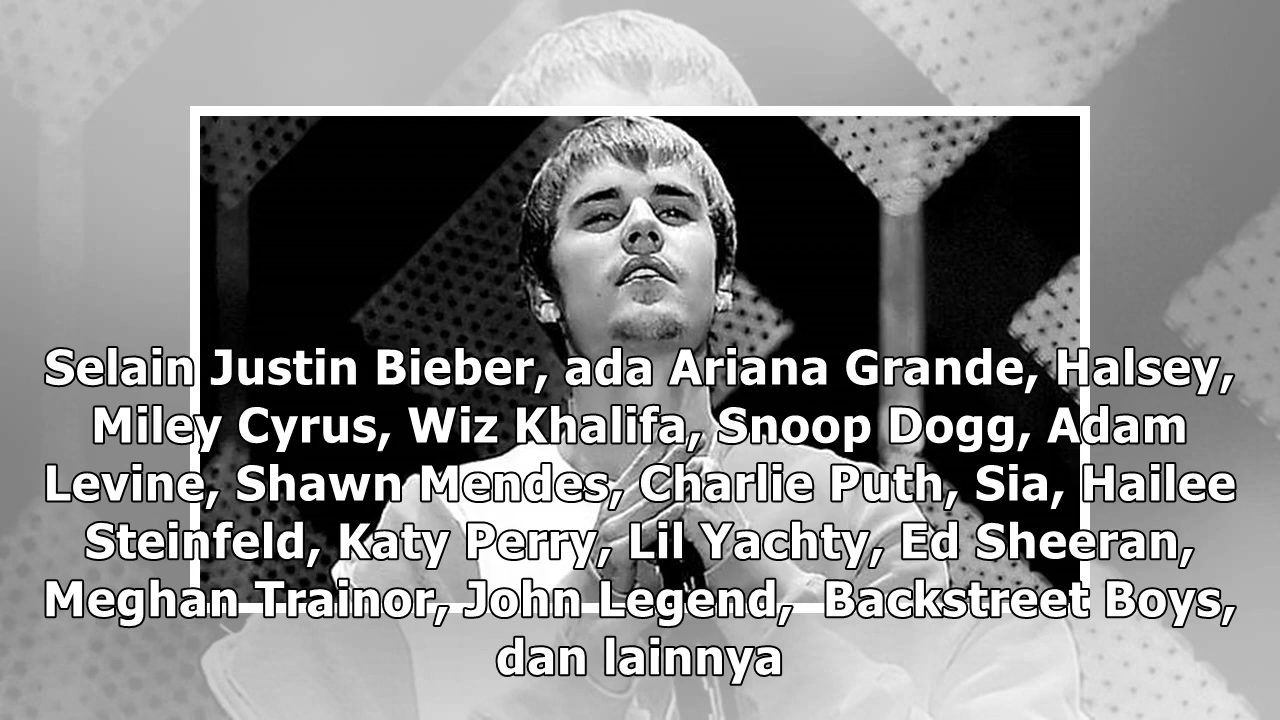 Selain Justin Bieber, ada Ariana Grande, Halsey,
Miley Cyrus, Wiz Khalifa, Snoop Dogg, Adam
Levine, Shawn Mendes, Charlie Puth, Sia, Hailee
Steinfeld, Katy Perry, Lil Yachty, Ed Sheeran,
Meghan Trainor, John Legend,  Backstreet Boys,
dan lainnya